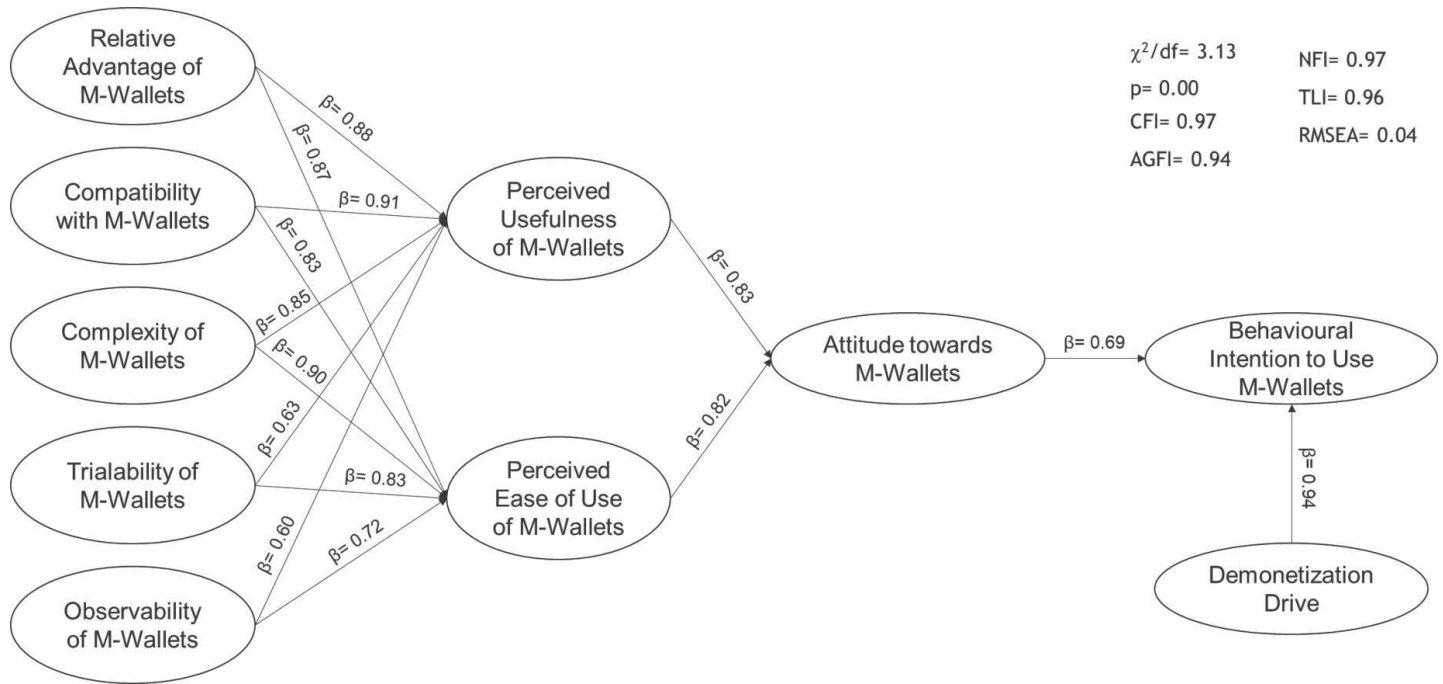 Relative
Advantage of
M-Wallets
Compatibility
with M-Wallets
Complexity of
M-Wallets
Trialability of
M-Wallets
Observability
of M-Wallets
β= 0.88
β= 0.87
β= 0.91
β= 0.83
β= 0.85
β= 0.90
β= 0.63
β= 0.83
β= 0.60
β= 0.72
Perceived
Usefulness
of M-Wallets
Perceived
Ease of Use
of M-Wallets
β= 0.83
β= 0.82
Attitude towards
M-Wallets
β= 0.69
Behavioural
Intention to Use
M-Wallets
β= 0.94
Demonetization
Drive
χ²/df= 3.13
p= 0.00
CFI= 0.97
AGFI= 0.94
NFI= 0.97
TLI= 0.96
RMSEA= 0.04